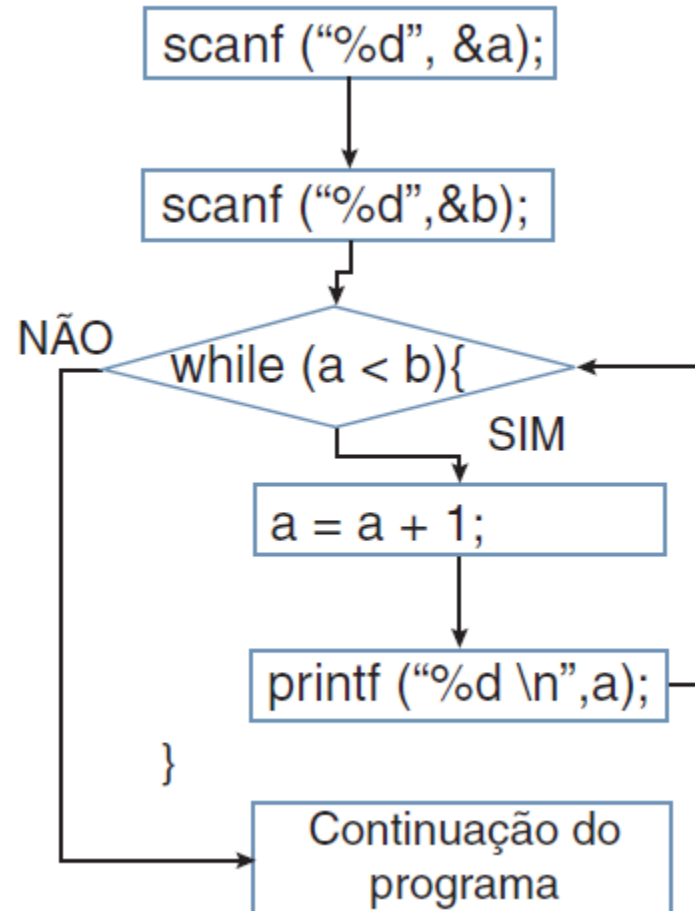 scanf (“%d”, &a);
scanf (“%d”,&b);
NÃO
while (a < b){
SIM
a = a + 1;
printf (“%d \n”,a);
}
Continuação do
programa